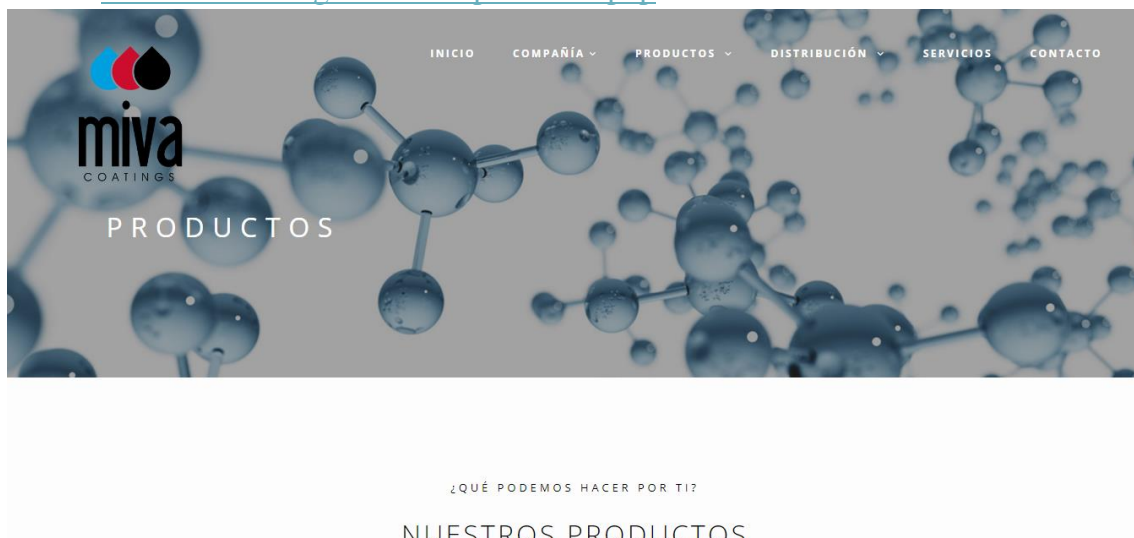 INICIO COMPAÑÍA PRODUCTOS DISTRIBUCIÓN SERVICIOS CONTACTO
miva
COATINGS
PRODUCTOS
¿QUÉ PODEMOS HACER POR TI?
NUESTROS PRODUCTOS